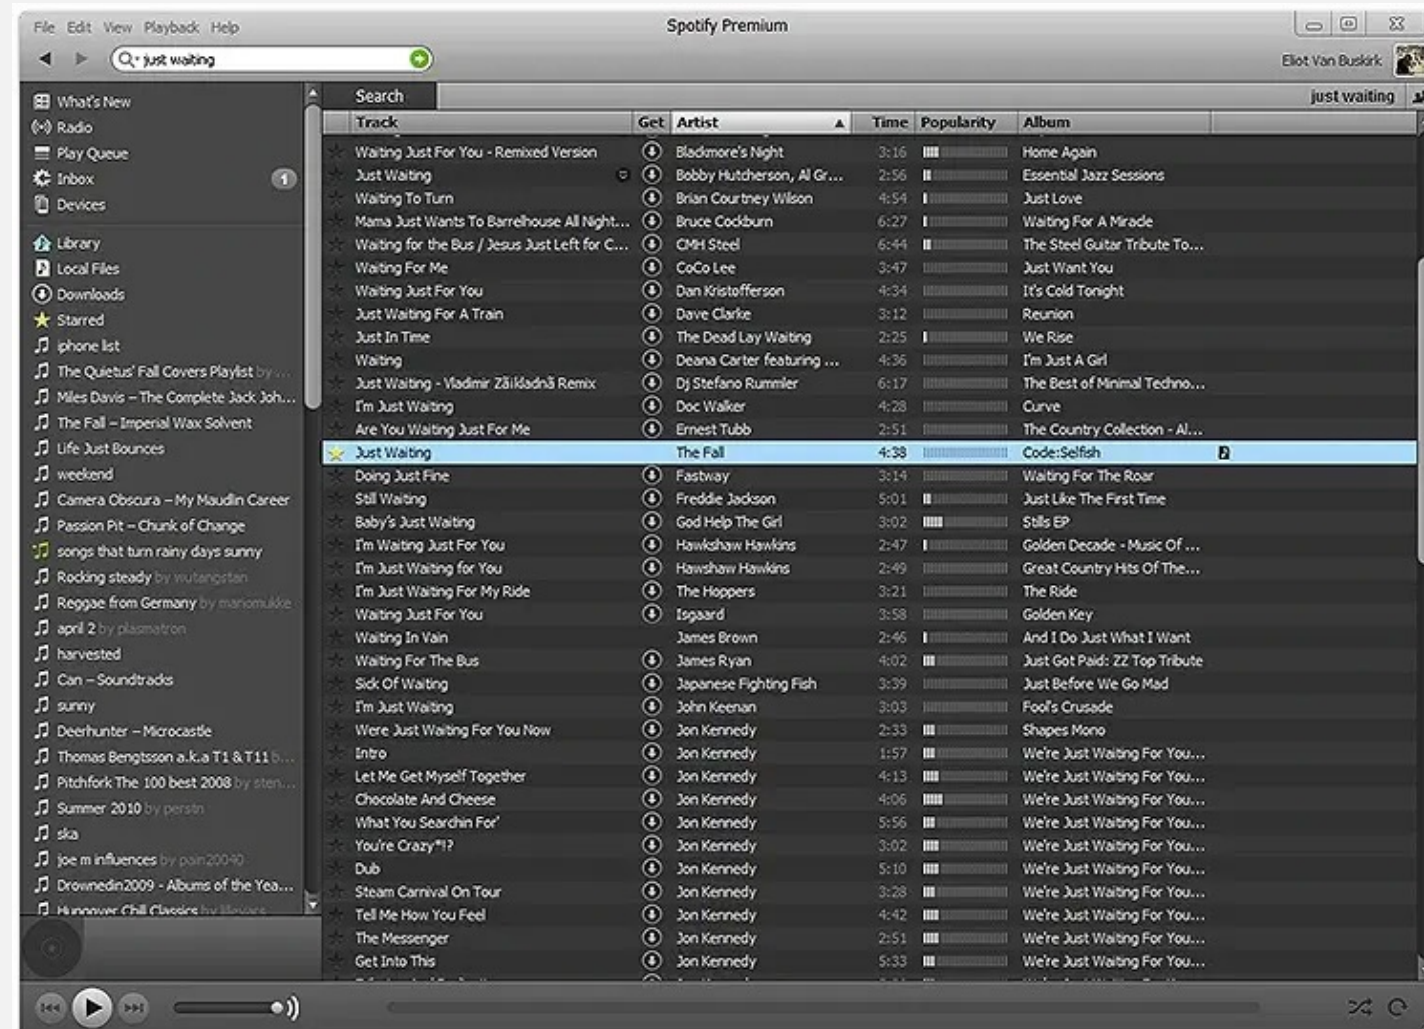 File Edit View Playback Help
Spotify Premium
just waiting
Eliot Van Buskirk
What's New
Radio
Play Queue
Inbox 1
Devices
Library
Local Files
Downloads
Starred
iphone list
The Quietus' Fall Covers Playlist by ...
Miles Davis – The Complete Jack Joh...
The Fall – Imperial Wax Solvent
Life Just Bounces
weekend
Camera Obscura – My Maudlin Career
Passion Pit – Chunk of Change
songs that turn rainy days sunny
Rocking steady by wutangstan
Reggae from Germany by manomukke
april 2 by plasmatron
harvested
Can – Soundtracks
sunny
Deerhunter – Microcastle
Thomas Bengtsson a.k.a T1 & T11 b...
Pitchfork The 100 best 2008 by sten...
Summer 2010 by perstn
ska
joe m influences by pain20040
Drownedin2009 - Albums of the Yea...
Hungover Chill Classics by
Search just waiting
Track Get Artist Time Popularity Album
Waiting Just For You - Remixed Version Blackmore's Night 3:16 Home Again
Just Waiting Bobby Hutcherson, Al Gr... 2:56 Essential Jazz Sessions
Waiting To Turn Brian Courtney Wilson 4:54 Just Love
Mama Just Wants To Barrelhouse All Night... Bruce Cockburn 6:27 Waiting For A Miracle
Waiting for the Bus / Jesus Just Left for C... CMH Steel 6:44 The Steel Guitar Tribute To...
Waiting For Me CoCo Lee 3:47 Just Want You
Waiting Just For You Dan Kristofferson 4:34 It's Cold Tonight
Just Waiting For A Train Dave Clarke 3:12 Reunion
Just In Time The Dead Lay Waiting 2:25 We Rise
Waiting Deana Carter featuring ... 4:36 I'm Just A Girl
Just Waiting - Vladimir Remix Dj Stefano Rummler 6:17 The Best of Minimal Techno...
I'm Just Waiting Doc Walker 4:28 Curve
Are You Waiting Just For Me Ernest Tubb 2:51 The Country Collection - Al...
Just Waiting The Fall 4:38 Code:Selfish
Doing Just Fine Fastway 3:14 Waiting For The Roar
Still Waiting Freddie Jackson 5:01 Just Like The First Time
Baby's Just Waiting God Help The Girl 3:02 Stills EP
I'm Waiting Just For You Hawkshaw Hawkins 2:47 Golden Decade - Music Of ...
I'm Just Waiting for You Hawshaw Hawkins 2:49 Great Country Hits Of The...
I'm Just Waiting For My Ride The Hoppers 3:21 The Ride
Waiting Just For You Isgaard 3:58 Golden Key
Waiting In Vain James Brown 2:46 And I Do Just What I Want
Waiting For The Bus James Ryan 4:02 Just Got Paid: ZZ Top Tribute
Sick Of Waiting Japanese Fighting Fish 3:39 Just Before We Go Mad
I'm Just Waiting John Keenan 3:03 Fool's Crusade
Were Just Waiting For You Now Jon Kennedy 2:33 Shapes Mono
Intro Jon Kennedy 1:57 We're Just Waiting For You...
Let Me Get Myself Together Jon Kennedy 4:13 We're Just Waiting For You...
Chocolate And Cheese Jon Kennedy 4:06 We're Just Waiting For You...
What You Searchin For' Jon Kennedy 5:56 We're Just Waiting For You...
You're Crazy*!? Jon Kennedy 3:02 We're Just Waiting For You...
Dub Jon Kennedy 5:10 We're Just Waiting For You...
Steam Carnival On Tour Jon Kennedy 3:28 We're Just Waiting For You...
Tell Me How You Feel Jon Kennedy 4:42 We're Just Waiting For You...
The Messenger Jon Kennedy 2:51 We're Just Waiting For You...
Get Into This Jon Kennedy 5:33 We're Just Waiting For You...